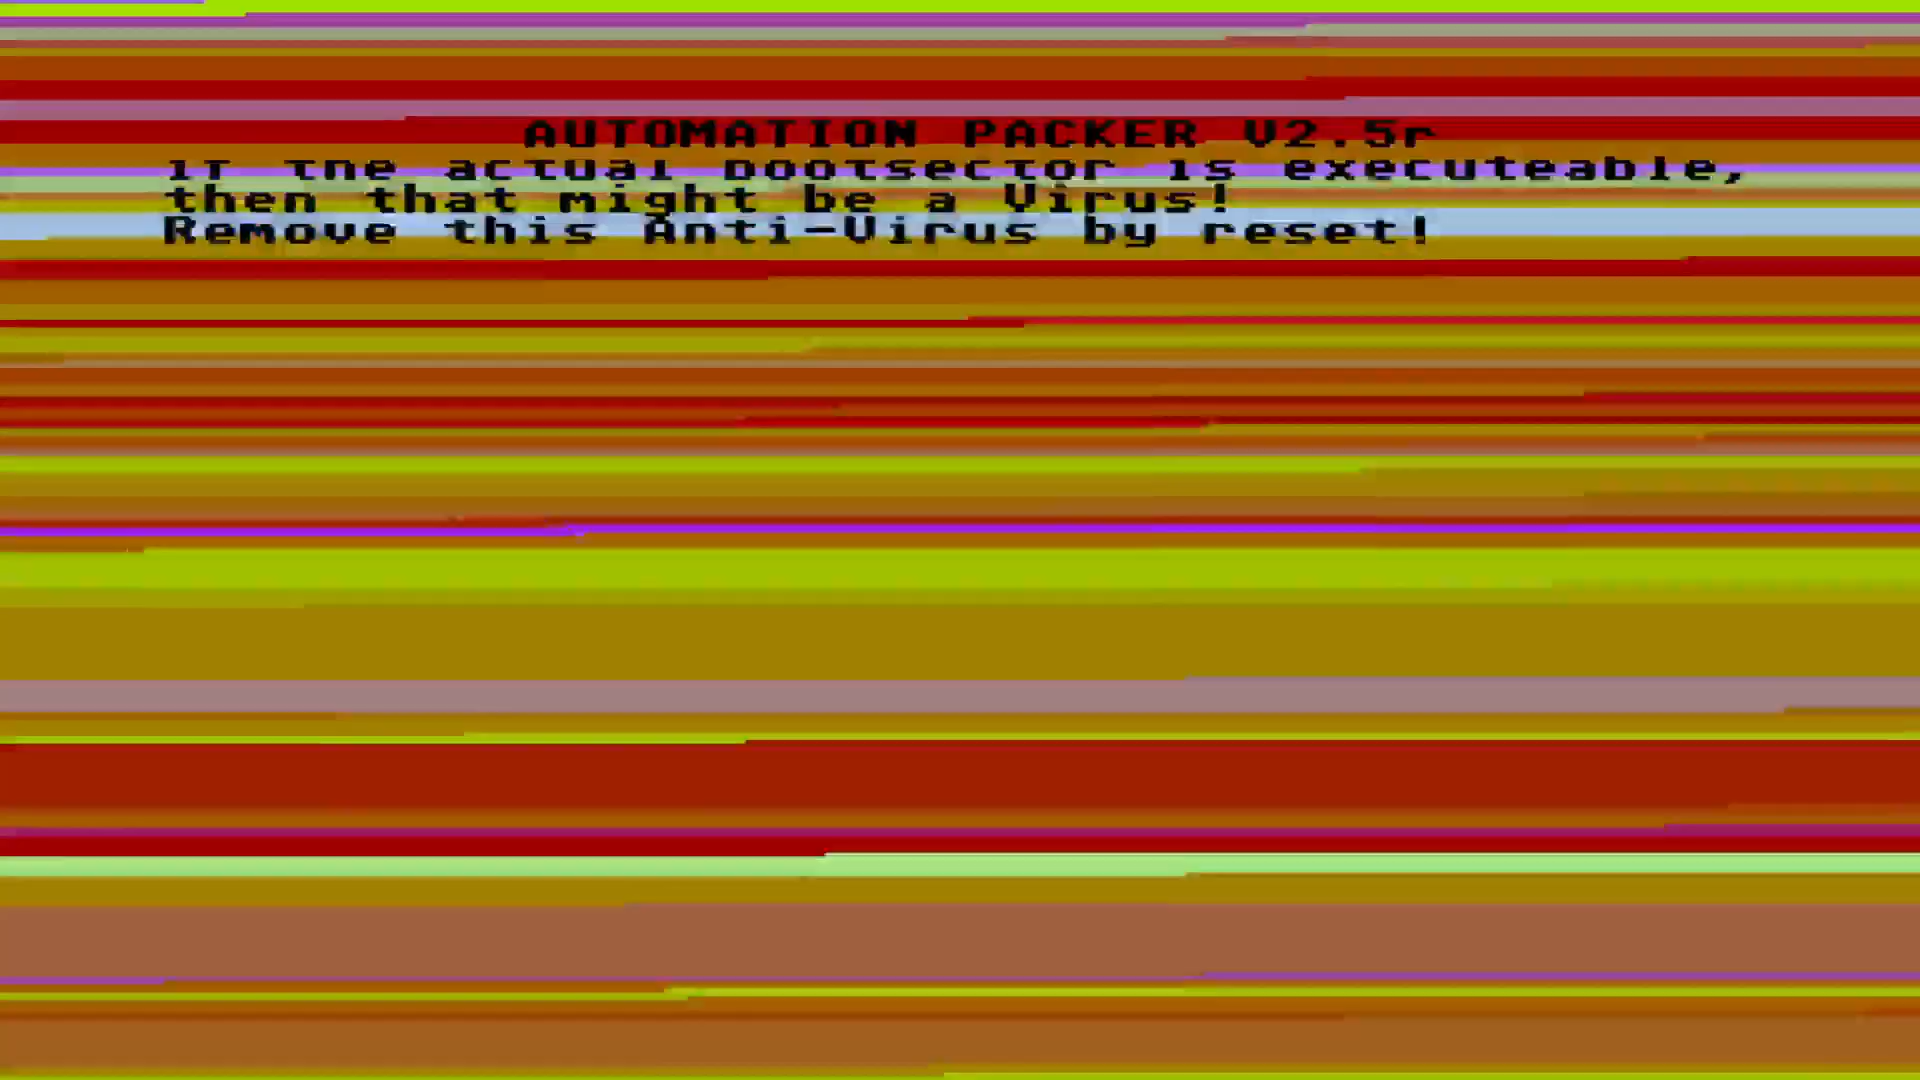 AUTOMATION PACKER V2.5r
If the actual bootsector is executeable,
then that might be a Virus!
Remove this Anti-Virus by reset!